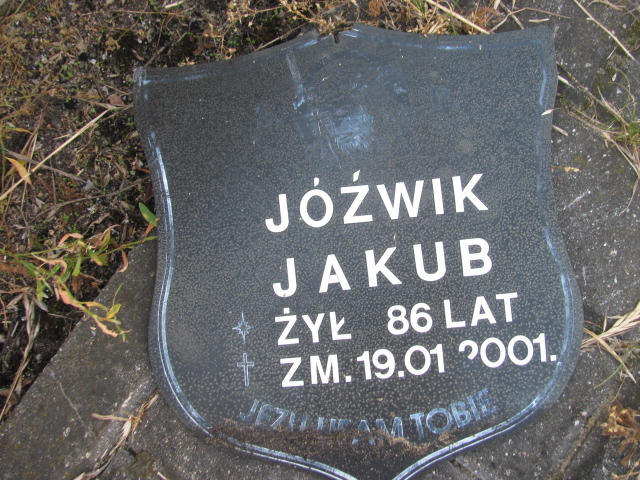 JÓŹWIK
JAKUB
ŻYŁ 86 LAT
ZM. 19.01 2001.
JEZU UFAM TOBIE